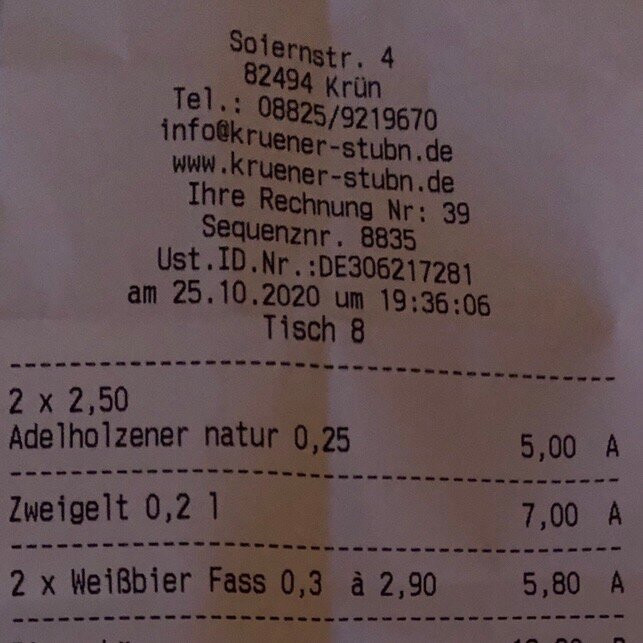 Soiernstr. 4
82494 Krün
Tel.: 08825/9219670
info@kruener-stubn.de
www.kruener-stubn.de
Ihre Rechnung Nr: 39
Sequenznr. 8835
Ust.ID.Nr.:DE306217281
am 25.10.2020 um 19:36:06
Tisch 8
2 x 2,50
Adelholzener natur 0,25 5,00 A
Zweigelt 0,2 l 7,00 A
2 x Weißbier Fass 0,3 à 2,90 5,80 A